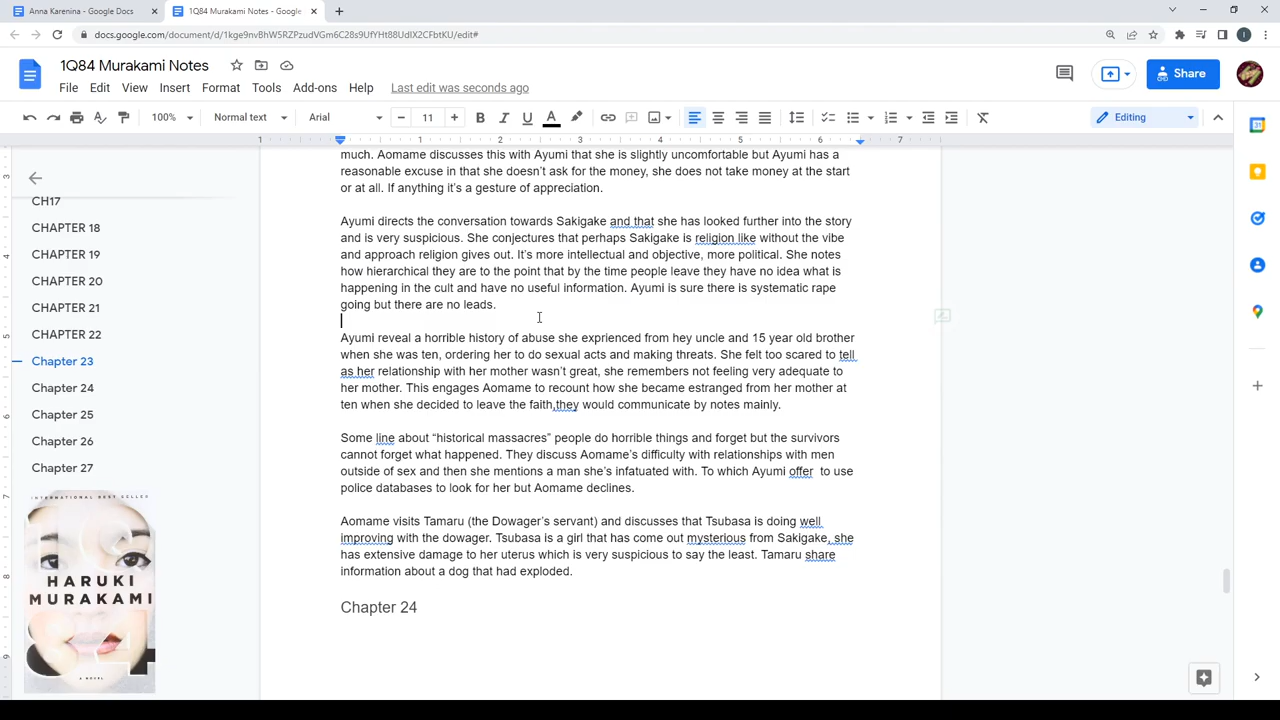 Anna Karenina - Google Docs
1Q84 Murakami Notes - Google
docs.google.com/document/d/1kge9nvBhW5RZPzudVGm6C28s9UfYHt88UdIX2CFbtKU/edit#
1Q84 Murakami Notes
File Edit View Insert Format Tools Add-ons Help Last edit was seconds ago
Share
100% Normal text Arial 11 Editing
1 1 2 3 4 5 6 7
CH17
CHAPTER 18
CHAPTER 19
CHAPTER 20
CHAPTER 21
CHAPTER 22
Chapter 23
Chapter 24
Chapter 25
Chapter 26
Chapter 27
INTERNATIONAL BEST SELLER
HARUKI
MURAKAMI
A NOVEL
much. Aomame discusses this with Ayumi that she is slightly uncomfortable but Ayumi has a
reasonable excuse in that she doesn't ask for the money, she does not take money at the start
or at all. If anything it's a gesture of appreciation.
Ayumi directs the conversation towards Sakigake and that she has looked further into the story
and is very suspicious. She conjectures that perhaps Sakigake is religion like without the vibe
and approach religion gives out. It's more intellectual and objective, more political. She notes
how hierarchical they are to the point that by the time people leave they have no idea what is
happening in the cult and have no useful information. Ayumi is sure there is systematic rape
going but there are no leads.
Ayumi reveal a horrible history of abuse she exprienced from hey uncle and 15 year old brother
when she was ten, ordering her to do sexual acts and making threats. She felt too scared to tell
as her relationship with her mother wasn't great, she remembers not feeling very adequate to
her mother. This engages Aomame to recount how she became estranged from her mother at
ten when she decided to leave the faith,they would communicate by notes mainly.
Some line about “historical massacres” people do horrible things and forget but the survivors
cannot forget what happened. They discuss Aomame's difficulty with relationships with men
outside of sex and then she mentions a man she's infatuated with. To which Ayumi offer to use
police databases to look for her but Aomame declines.
Aomame visits Tamaru (the Dowager's servant) and discusses that Tsubasa is doing well
improving with the dowager. Tsubasa is a girl that has come out mysterious from Sakigake, she
has extensive damage to her uterus which is very suspicious to say the least. Tamaru share
information about a dog that had exploded.
Chapter 24